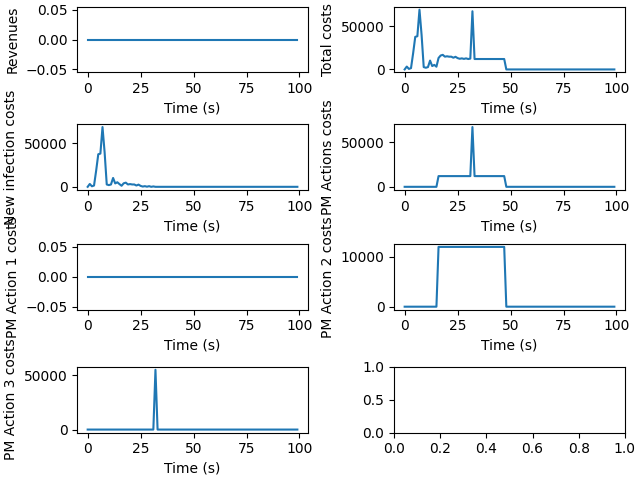 Revenues
0.05
0.00
−0.05
0 25 50 75 100
Time (s)
Total costs
50000
0
0 25 50 75 100
Time (s)
New infection costs
50000
0
0 25 50 75 100
Time (s)
PM Actions costs
50000
0
0 25 50 75 100
Time (s)
PM Action 1 costs
0.05
0.00
−0.05
0 25 50 75 100
Time (s)
PM Action 2 costs
10000
0
0 25 50 75 100
Time (s)
PM Action 3 costs
50000
0
0 25 50 75 100
Time (s)
1.0
0.5
0.0
0.0 0.2 0.4 0.6 0.8 1.0